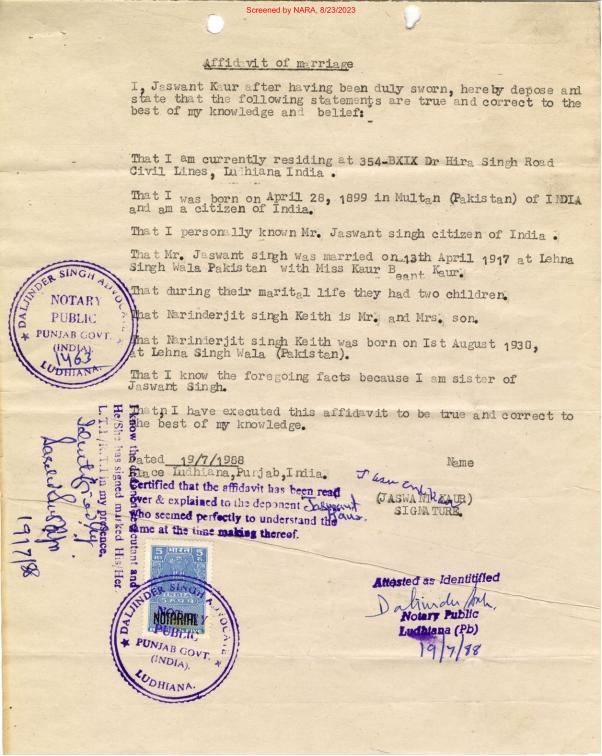 Screened by NARA, 8/23/2023
Affidavit of marriage
I, Jaswant Kaur after having been duly sworn, hereby depose and
state that the following statements are true and correct to the
best of my knowledge and belief:
That I am currently residing at 354-BXIX Dr Hira Singh Road
Civil Lines, Ludhiana India .
That I was born on April 28, 1899 in Multan (Pakistan) of INDIA
and am a citizen of India.
That I personally known Mr. Jaswant singh citizen of India .
That Mr. Jaswant singh was married on 13th April 1917 at Lehna
Singh Wala Pakistan with Miss Kaur Beant Kaur.
That during their marital life they had two children.
That Narinderjit singh Keith is Mr. and Mrs. son.
That Narinderjit singh Keith was born on 1st August 1930,
at Lehna Singh Wala (Pakistan).
That I know the foregoing facts because I am sister of
Jaswant Singh.
That, I have executed this affidavit to be true and correct to
the best of my knowledge.
Dated 19/7/1988
Name
Place Ludhiana, Punjab, India.
(JASWANT KAUR)
SIGNATURE.
Certified that the affidavit has been read
over & explained to the deponent Jaswant
Kaur.
who seemed perfectly to understand the
same at the time making thereof.
I know the deponent/executant and
He/She has signed marked His/Her
L.T.I./R.T.I in my presence.
Identified by
19/7/88
DALJINDER SINGH ADVOCATE
NOTARY
PUBLIC
PUNJAB GOVT.
(INDIA)
1463
LUDHIANA.
5 भारत 5
INDIA
NOTARIAL
DALJINDER SINGH ADVOCATE
NOTARY
PUBLIC
PUNJAB GOVT.
(INDIA).
LUDHIANA.
Attested as Identitified
Notary Public
Ludhiana (Pb)
19/7/88